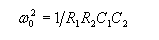 ω₀² = 1/R₁R₂C₁C₂